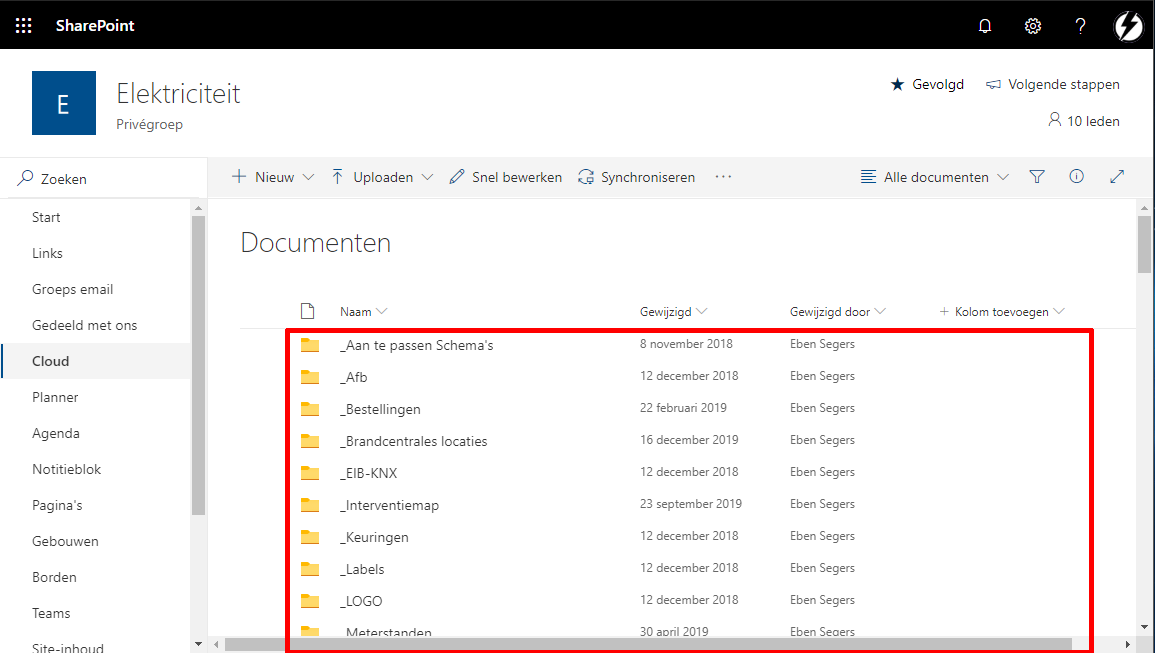 SharePoint
E
Elektriciteit
Privégroep
Gevolgd
Volgende stappen
10 leden
Zoeken
Nieuw
Uploaden
Snel bewerken
Synchroniseren
Alle documenten
Start
Links
Groeps email
Gedeeld met ons
Cloud
Planner
Agenda
Notitieblok
Pagina's
Gebouwen
Borden
Teams
Site-inhoud
Documenten
Naam Gewijzigd Gewijzigd door + Kolom toevoegen
_Aan te passen Schema's 8 november 2018 Eben Segers
_Afb 12 december 2018 Eben Segers
_Bestellingen 22 februari 2019 Eben Segers
_Brandcentrales locaties 16 december 2019 Eben Segers
_EIB-KNX 12 december 2018 Eben Segers
_Interventiemap 23 september 2019 Eben Segers
_Keuringen 12 december 2018 Eben Segers
_Labels 12 december 2018 Eben Segers
_LOGO 12 december 2018 Eben Segers
_Meterstanden 30 april 2019 Eben Segers